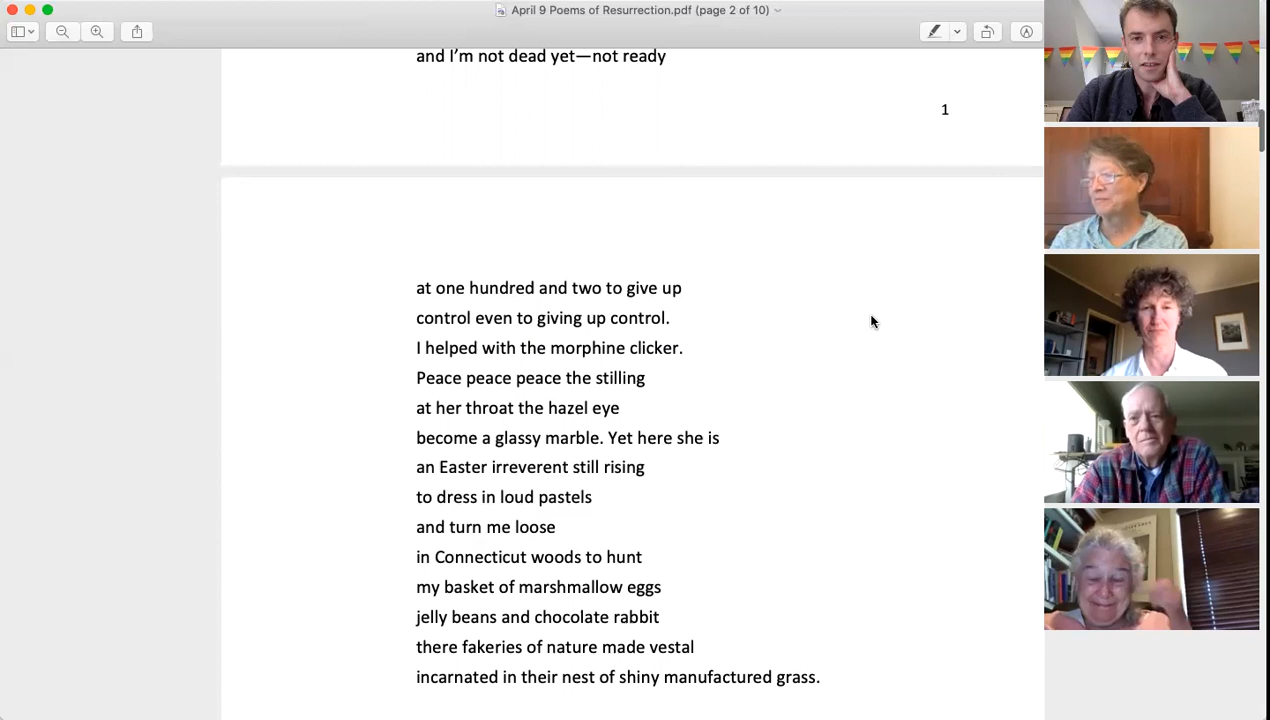 April 9 Poems of Resurrection.pdf (page 2 of 10)
and I'm not dead yet—not ready
1
at one hundred and two to give up
control even to giving up control.
I helped with the morphine clicker.
Peace peace peace the stilling
at her throat the hazel eye
become a glassy marble. Yet here she is
an Easter irreverent still rising
to dress in loud pastels
and turn me loose
in Connecticut woods to hunt
my basket of marshmallow eggs
jelly beans and chocolate rabbit
there fakeries of nature made vestal
incarnated in their nest of shiny manufactured grass.